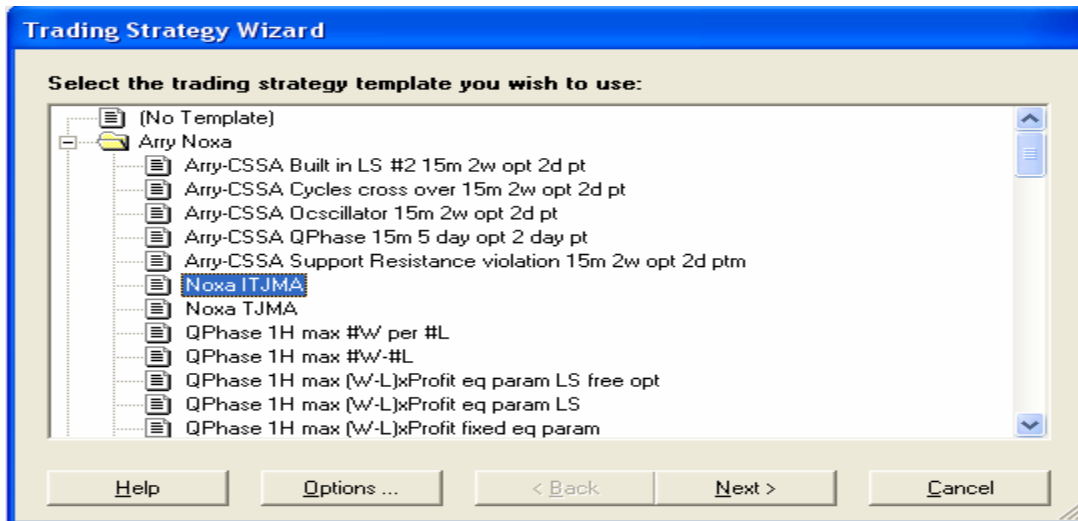 Trading Strategy Wizard
Select the trading strategy template you wish to use:
(No Template)
Arry Noxa
Arry-CSSA Built in LS #2 15m 2w opt 2d pt
Arry-CSSA Cycles cross over 15m 2w opt 2d pt
Arry-CSSA Ocscillator 15m 2w opt 2d pt
Arry-CSSA QPhase 15m 5 day opt 2 day pt
Arry-CSSA Support Resistance violation 15m 2w opt 2d ptm
Noxa ITJMA
Noxa TJMA
QPhase 1H max #W per #L
QPhase 1H max #W-#L
QPhase 1H max (W-L)xProfit eq param LS free opt
QPhase 1H max (W-L)xProfit eq param LS
QPhase 1H max (W-L)xProfit fixed eq param
Help Options ... < Back Next > Cancel